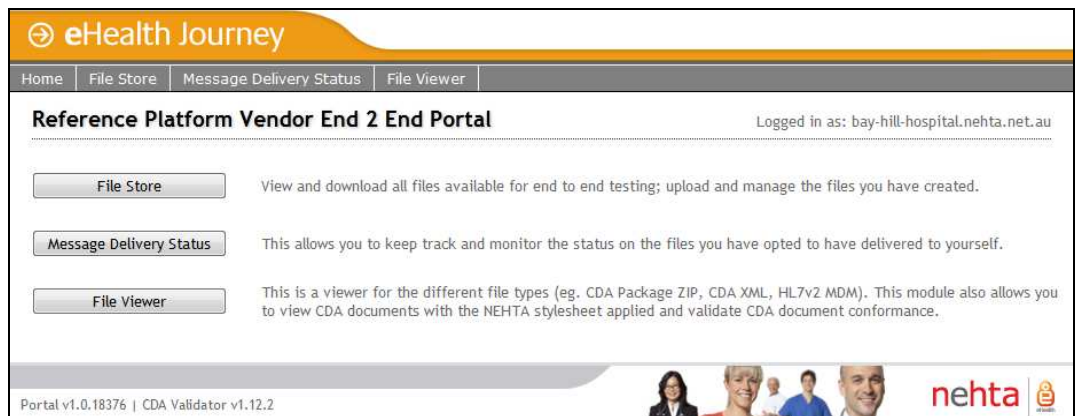 eHealth Journey
Home File Store Message Delivery Status File Viewer
Reference Platform Vendor End 2 End Portal
Logged in as: bay-hill-hospital.nehta.net.au
File Store
View and download all files available for end to end testing; upload and manage the files you have created.
Message Delivery Status
This allows you to keep track and monitor the status on the files you have opted to have delivered to yourself.
File Viewer
This is a viewer for the different file types (eg. CDA Package ZIP, CDA XML, HL7v2 MDM). This module also allows you
to view CDA documents with the NEHTA stylesheet applied and validate CDA document conformance.
Portal v1.0.18376 | CDA Validator v1.12.2
nehta